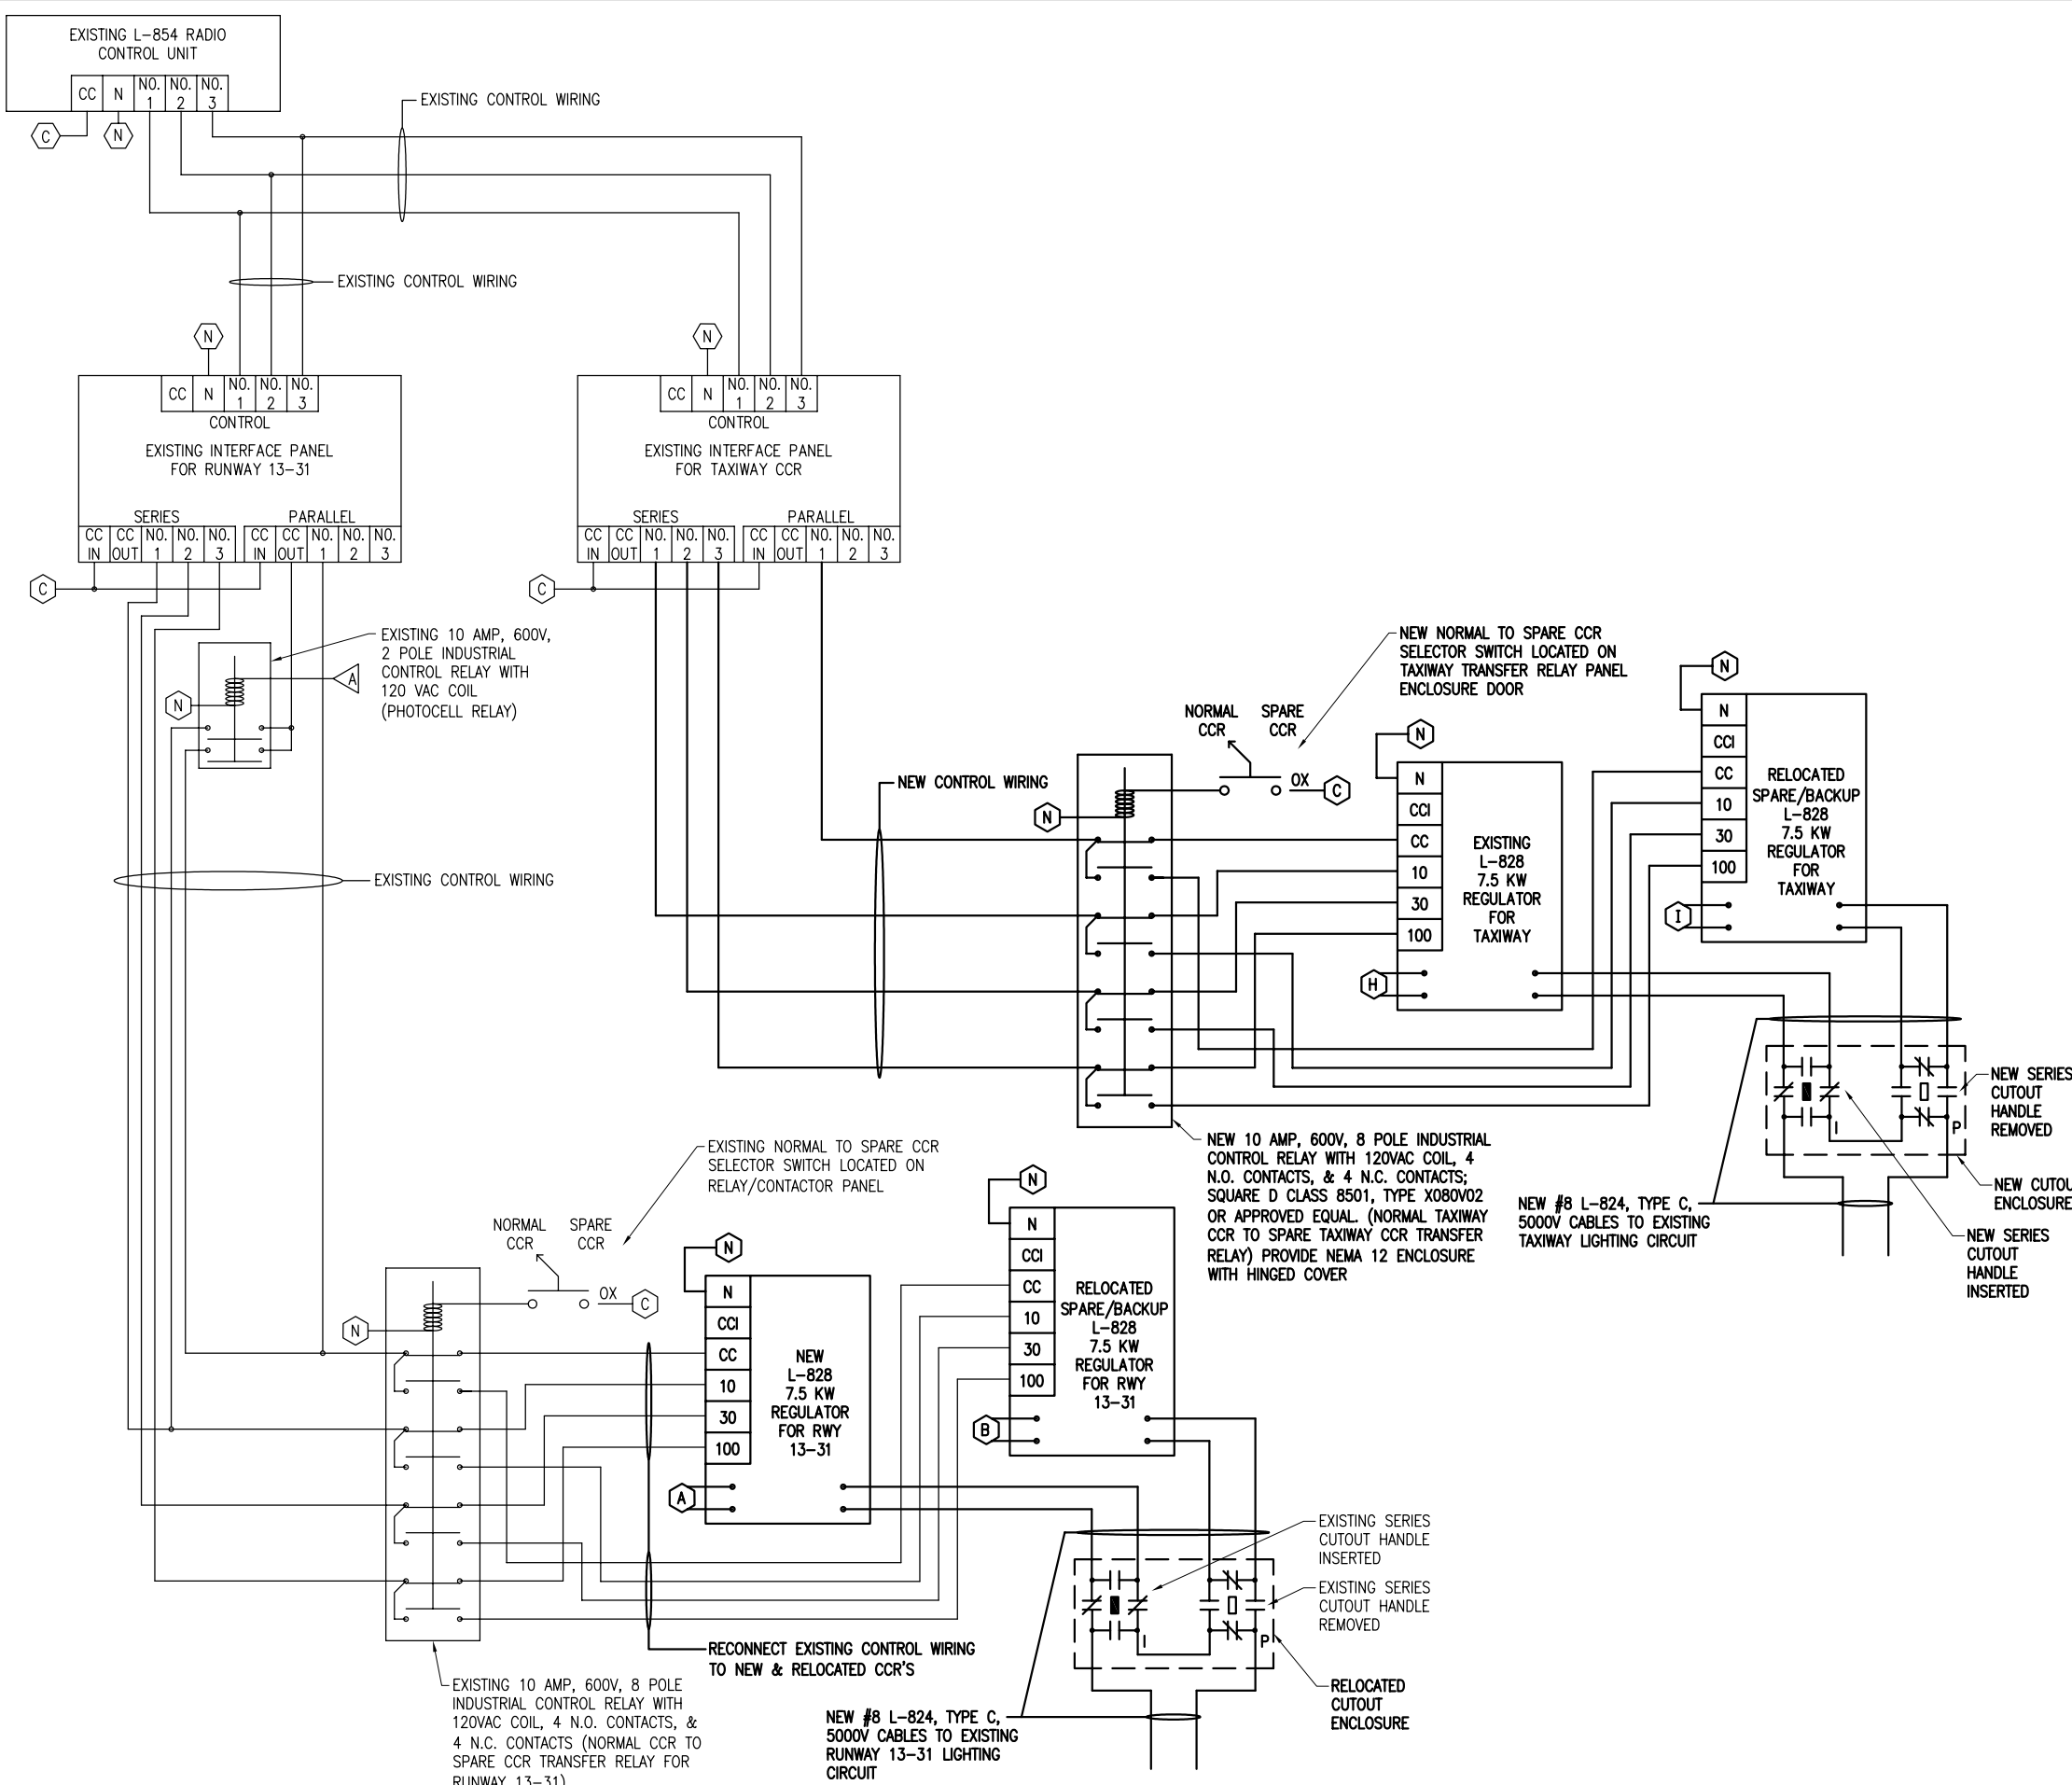 EXISTING L-854 RADIO
CONTROL UNIT
CC N NO. 1 NO. 2 NO. 3
C
N
EXISTING CONTROL WIRING
EXISTING CONTROL WIRING
N
N
CC N NO. 1 NO. 2 NO. 3
CONTROL
EXISTING INTERFACE PANEL
FOR RUNWAY 13-31
SERIES
PARALLEL
CC IN CC OUT NO. 1 NO. 2 NO. 3
CC IN CC OUT NO. 1 NO. 2 NO. 3
C
CC N NO. 1 NO. 2 NO. 3
CONTROL
EXISTING INTERFACE PANEL
FOR TAXIWAY CCR
SERIES
PARALLEL
CC IN CC OUT NO. 1 NO. 2 NO. 3
CC IN CC OUT NO. 1 NO. 2 NO. 3
C
EXISTING 10 AMP, 600V,
2 POLE INDUSTRIAL
CONTROL RELAY WITH
120 VAC COIL
(PHOTOCELL RELAY)
A
N
EXISTING CONTROL WIRING
NEW NORMAL TO SPARE CCR
SELECTOR SWITCH LOCATED ON
TAXIWAY TRANSFER RELAY PANEL
ENCLOSURE DOOR
NORMAL
CCR
SPARE
CCR
OX
C
N
NEW CONTROL WIRING
N
N
CCI
CC
10
30
100
EXISTING
L-828
7.5 KW
REGULATOR
FOR
TAXIWAY
H
N
N
CCI
CC
10
30
100
RELOCATED
SPARE/BACKUP
L-828
7.5 KW
REGULATOR
FOR
TAXIWAY
I
NEW SERIES
CUTOUT
HANDLE
REMOVED
I
P
NEW CUTOU
ENCLOSURE
NEW SERIES
CUTOUT
HANDLE
INSERTED
NEW #8 L-824, TYPE C,
5000V CABLES TO EXISTING
TAXIWAY LIGHTING CIRCUIT
NEW 10 AMP, 600V, 8 POLE INDUSTRIAL
CONTROL RELAY WITH 120VAC COIL, 4
N.O. CONTACTS, & 4 N.C. CONTACTS;
SQUARE D CLASS 8501, TYPE XO80V02
OR APPROVED EQUAL. (NORMAL TAXIWAY
CCR TO SPARE TAXIWAY CCR TRANSFER
RELAY) PROVIDE NEMA 12 ENCLOSURE
WITH HINGED COVER
EXISTING NORMAL TO SPARE CCR
SELECTOR SWITCH LOCATED ON
RELAY/CONTACTOR PANEL
NORMAL
CCR
SPARE
CCR
OX
C
N
N
N
CCI
CC
10
30
100
NEW
L-828
7.5 KW
REGULATOR
FOR RWY
13-31
A
N
N
CCI
CC
10
30
100
RELOCATED
SPARE/BACKUP
L-828
7.5 KW
REGULATOR
FOR RWY
13-31
B
EXISTING SERIES
CUTOUT HANDLE
INSERTED
EXISTING SERIES
CUTOUT HANDLE
REMOVED
I
P
RELOCATED
CUTOUT
ENCLOSURE
RECONNECT EXISTING CONTROL WIRING
TO NEW & RELOCATED CCR'S
NEW #8 L-824, TYPE C,
5000V CABLES TO EXISTING
RUNWAY 13-31 LIGHTING
CIRCUIT
EXISTING 10 AMP, 600V, 8 POLE
INDUSTRIAL CONTROL RELAY WITH
120VAC COIL, 4 N.O. CONTACTS, &
4 N.C. CONTACTS (NORMAL CCR TO
SPARE CCR TRANSFER RELAY FOR
RUNWAY 13-31)